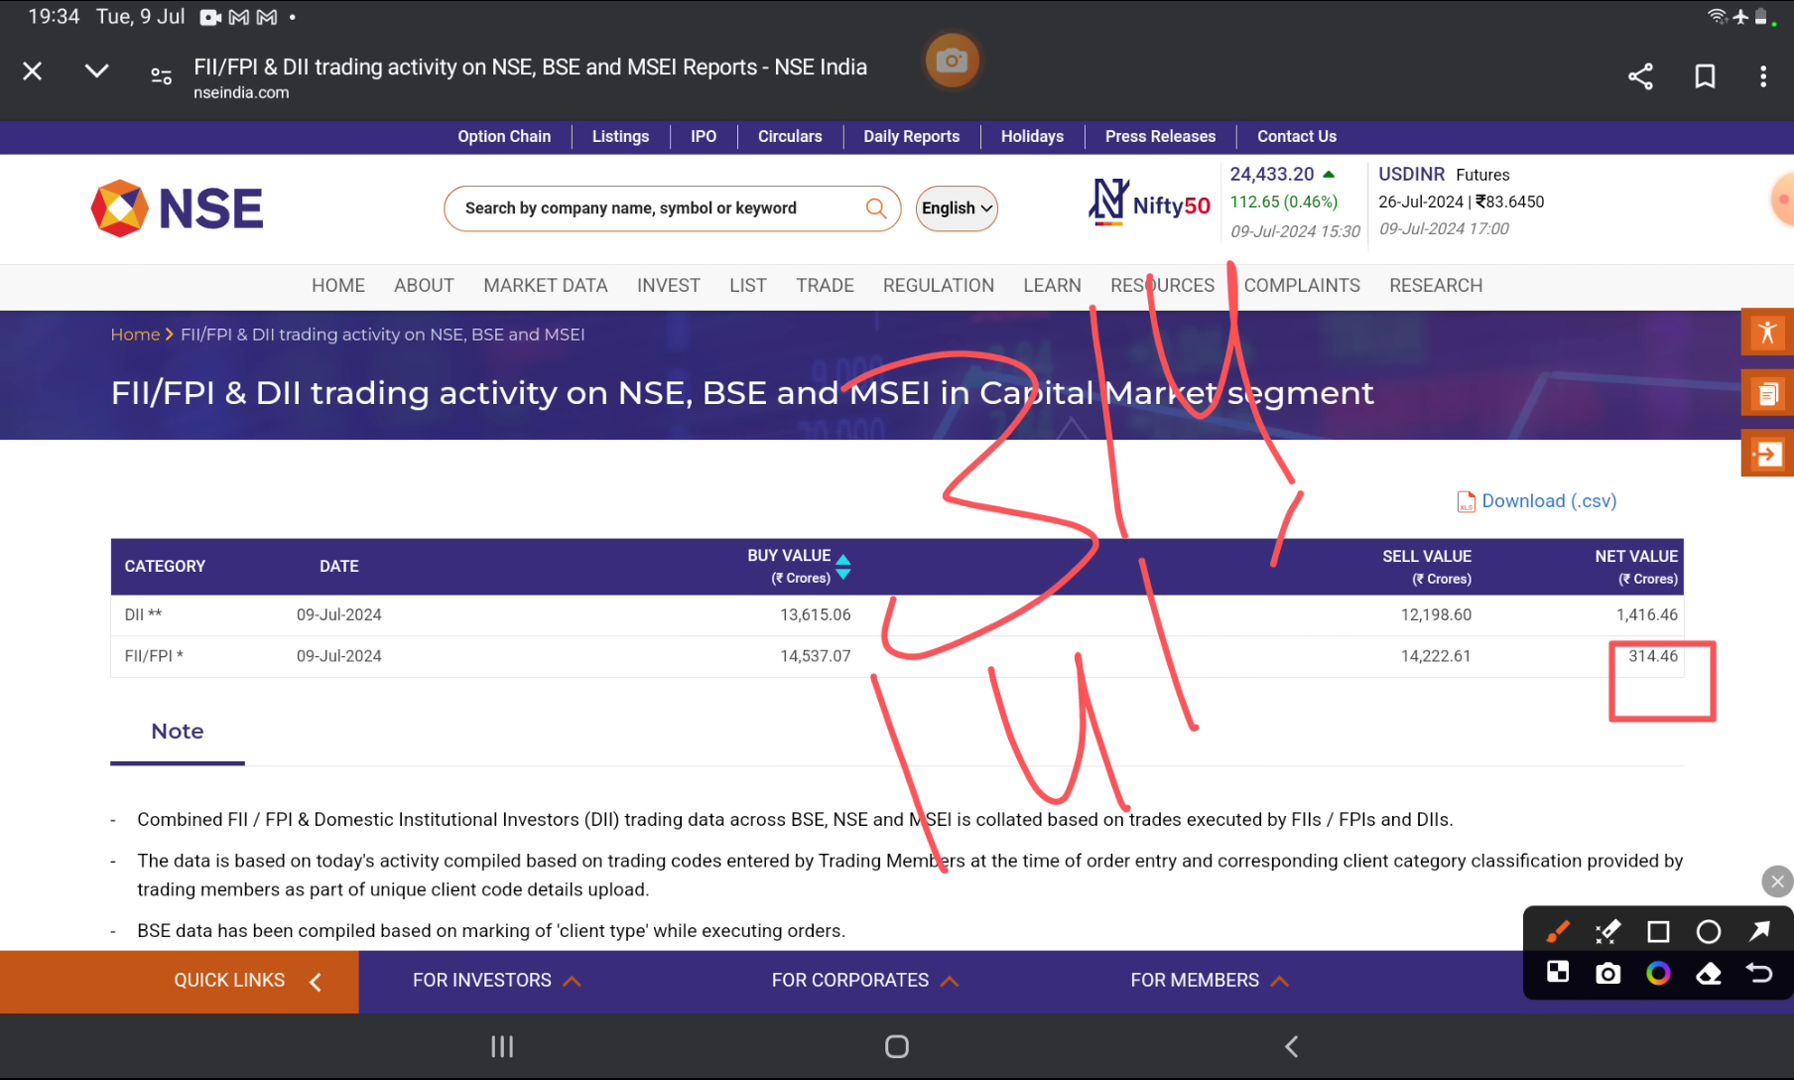 19:34 Tue, 9 Jul
FII/FPI & DII trading activity on NSE, BSE and MSEI Reports - NSE India
nseindia.com
Option Chain Listings IPO Circulars Daily Reports Holidays Press Releases Contact Us
NSE
Search by company name, symbol or keyword
English
Nifty50
24,433.20
112.65 (0.46%)
09-Jul-2024 15:30
USDINR Futures
26-Jul-2024 | ₹83.6450
09-Jul-2024 17:00
HOME ABOUT MARKET DATA INVEST LIST TRADE REGULATION LEARN RESOURCES COMPLAINTS RESEARCH
Home FII/FPI & DII trading activity on NSE, BSE and MSEI
FII/FPI & DII trading activity on NSE, BSE and MSEI in Capital Market segment
Download (.csv)
CATEGORY DATE BUY VALUE (₹ Crores) SELL VALUE (₹ Crores) NET VALUE (₹ Crores)
DII ** 09-Jul-2024 13,615.06 12,198.60 1,416.46
FII/FPI * 09-Jul-2024 14,537.07 14,222.61 314.46
Note
- Combined FII / FPI & Domestic Institutional Investors (DII) trading data across BSE, NSE and MSEI is collated based on trades executed by FIIs / FPIs and DIIs.
- The data is based on today's activity compiled based on trading codes entered by Trading Members at the time of order entry and corresponding client category classification provided by
trading members as part of unique client code details upload.
- BSE data has been compiled based on marking of 'client type' while executing orders.
QUICK LINKS FOR INVESTORS FOR CORPORATES FOR MEMBERS